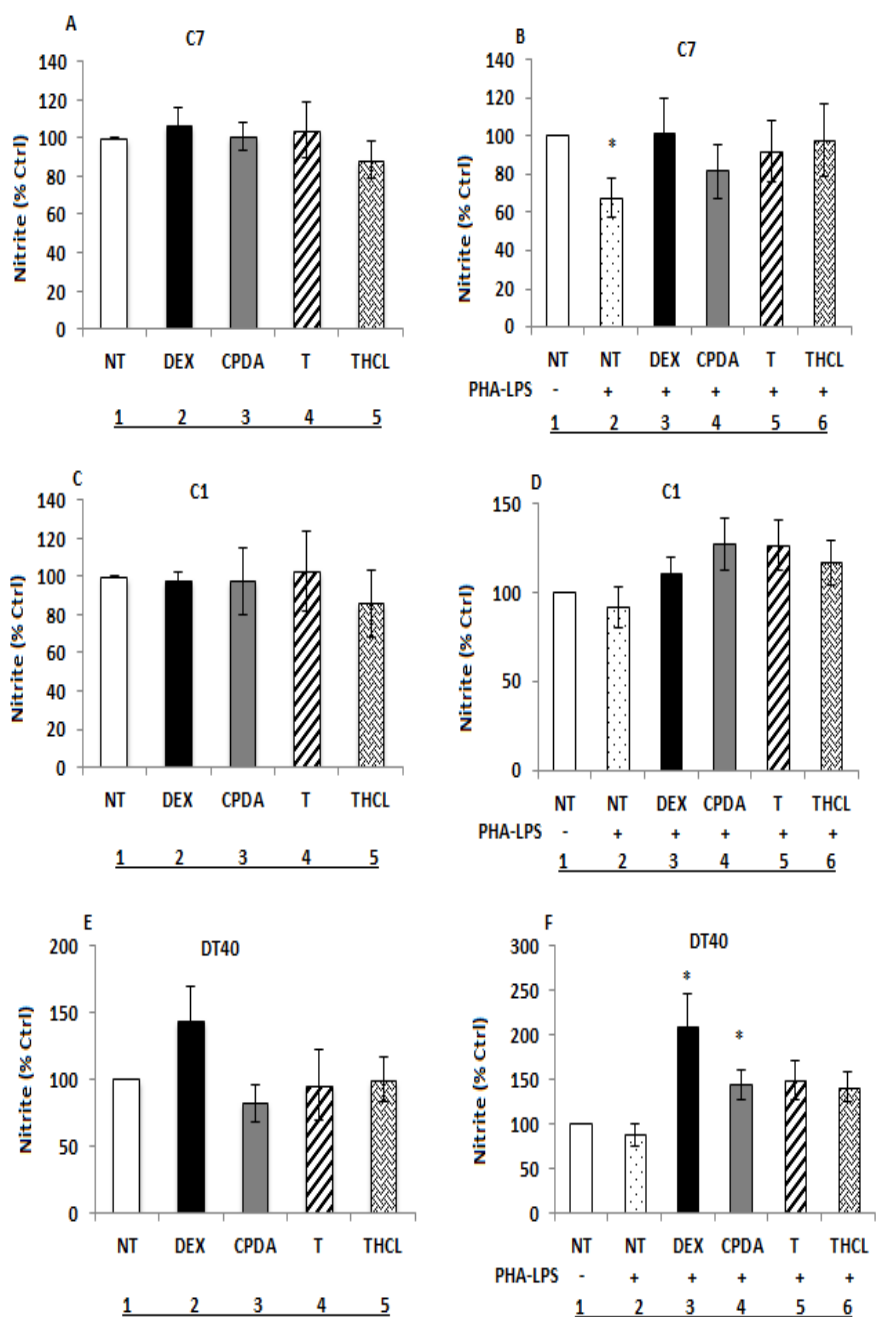 A
C7
Nitrite (% Ctrl)
140
120
100
80
60
40
20
0
NT DEX CPDA T THCL
1 2 3 4 5
B
C7
Nitrite (% Ctrl)
140
120
100
80
60
40
20
0
*
NT NT DEX CPDA T THCL
PHA-LPS - + + + + +
1 2 3 4 5 6
C
C1
Nitrite (% Ctrl)
140
120
100
80
60
40
20
0
NT DEX CPDA T THCL
1 2 3 4 5
D
C1
Nitrite (% Ctrl)
150
100
50
0
NT NT DEX CPDA T THCL
PHA-LPS - + + + + +
1 2 3 4 5 6
E
DT40
Nitrite (% Ctrl)
200
150
100
50
0
NT DEX CPDA T THCL
1 2 3 4 5
F
DT40
Nitrite (% Ctrl)
300
250
200
150
100
50
0
* *
NT NT DEX CPDA T THCL
PHA-LPS - + + + + +
1 2 3 4 5 6